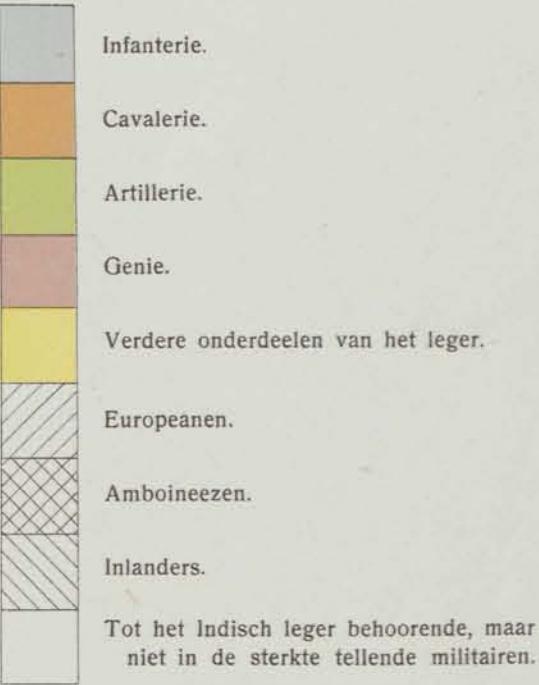 Infanterie.
Cavalerie.
Artillerie.
Genie.
Verdere onderdeelen van het leger.
Europeanen.
Amboineezen.
Inlanders.
Tot het Indisch leger behoorende, maar
niet in de sterkte tellende militairen.